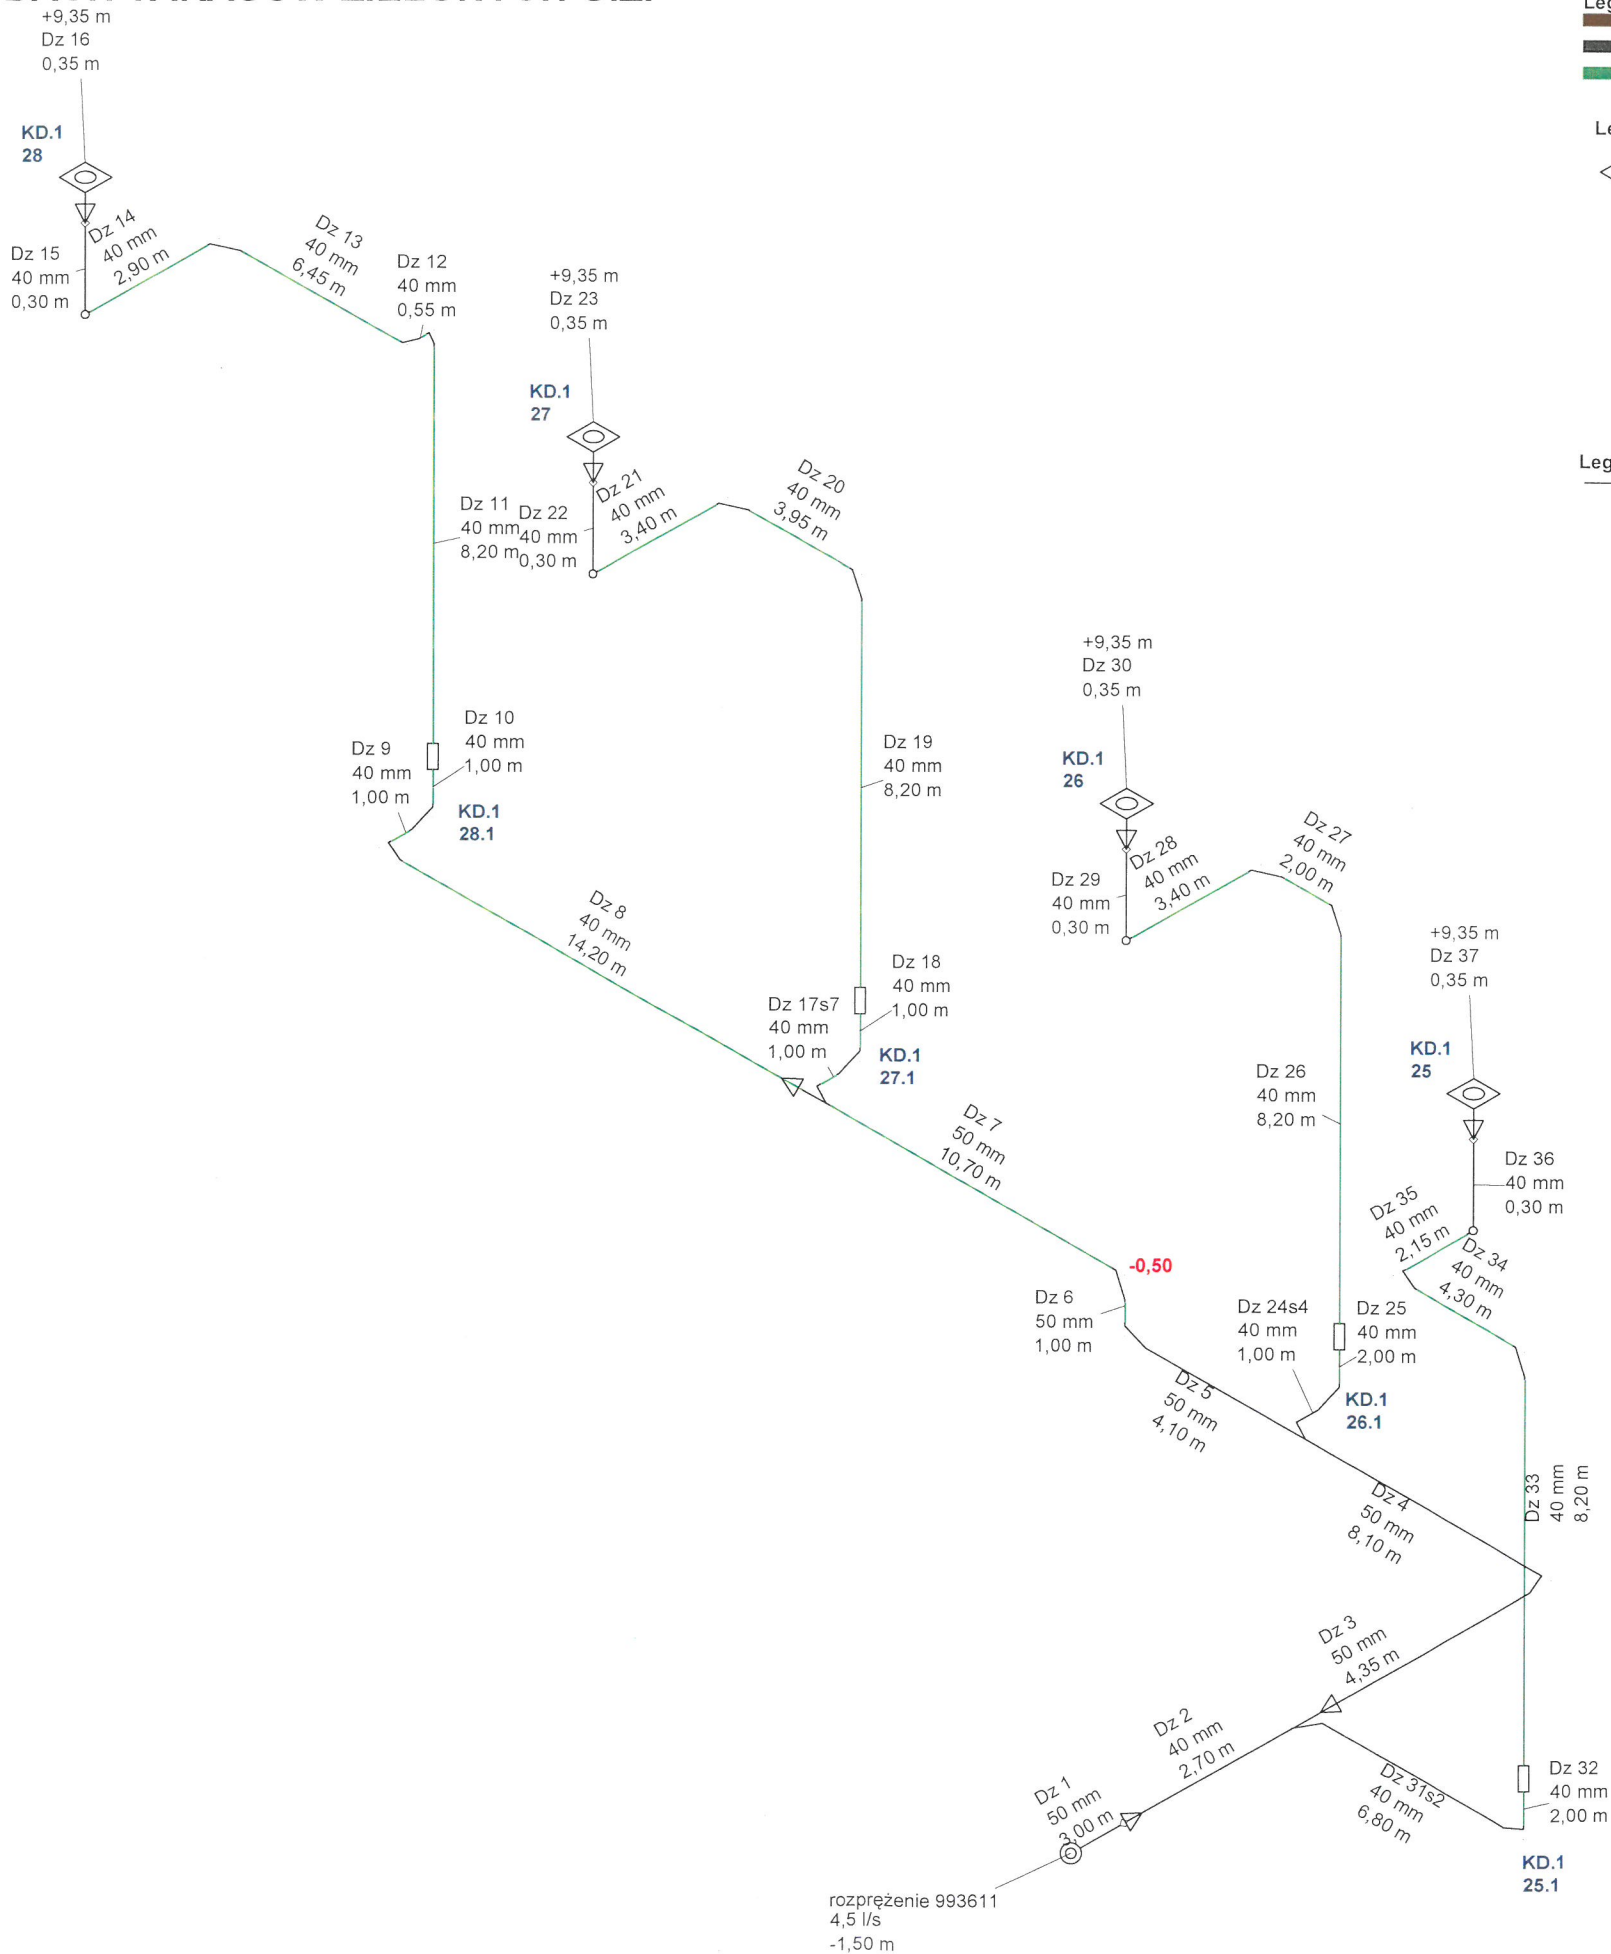 Leg
+9,35 m
Dz 16
0,35 m
Le
KD.1
28
Dz 14
40 mm
2,90 m
Dz 13
40 mm
6,45 m
Dz 15
40 mm
0,30 m
Dz 12
40 mm
0,55 m
+9,35 m
Dz 23
0,35 m
KD.1
27
Leg
Dz 11
40 mm
8,20 m
Dz 22
40 mm
0,30 m
Dz 21
40 mm
3,40 m
Dz 20
40 mm
3,95 m
+9,35 m
Dz 30
0,35 m
Dz 10
40 mm
1,00 m
Dz 9
40 mm
1,00 m
KD.1
28.1
Dz 19
40 mm
8,20 m
KD.1
26
Dz 8
40 mm
14,20 m
Dz 29
40 mm
0,30 m
Dz 28
40 mm
3,40 m
Dz 27
40 mm
2,00 m
+9,35 m
Dz 37
0,35 m
Dz 17s7
40 mm
1,00 m
Dz 18
40 mm
1,00 m
KD.1
27.1
KD.1
25
Dz 26
40 mm
8,20 m
Dz 7
50 mm
10,70 m
Dz 36
40 mm
0,30 m
Dz 35
40 mm
2,15 m
Dz 34
40 mm
4,30 m
-0,50
Dz 6
50 mm
1,00 m
Dz 24s4
40 mm
1,00 m
Dz 25
40 mm
2,00 m
KD.1
26.1
Dz 5
50 mm
4,10 m
Dz 4
50 mm
8,10 m
Dz 33
40 mm
8,20 m
Dz 3
50 mm
4,35 m
Dz 2
40 mm
2,70 m
Dz 1
50 mm
3,00 m
Dz 31s2
40 mm
6,80 m
Dz 32
40 mm
2,00 m
KD.1
25.1
rozprężenie 993611
4,5 l/s
-1,50 m